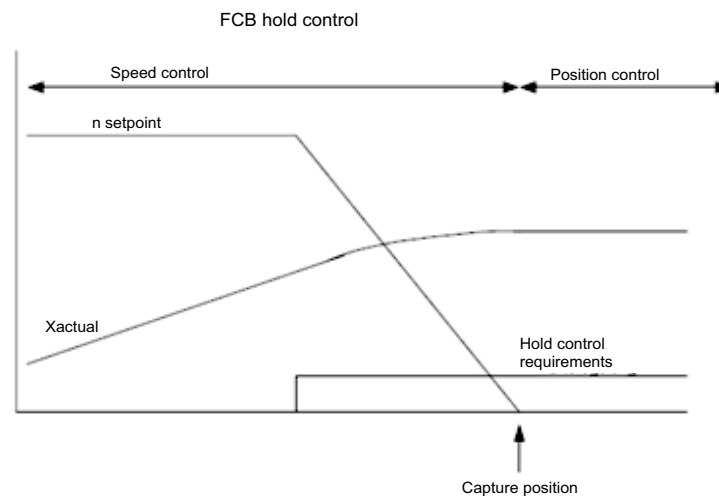 FCB hold control
Speed control
Position control
n setpoint
Xactual
Hold control
requirements
Capture position